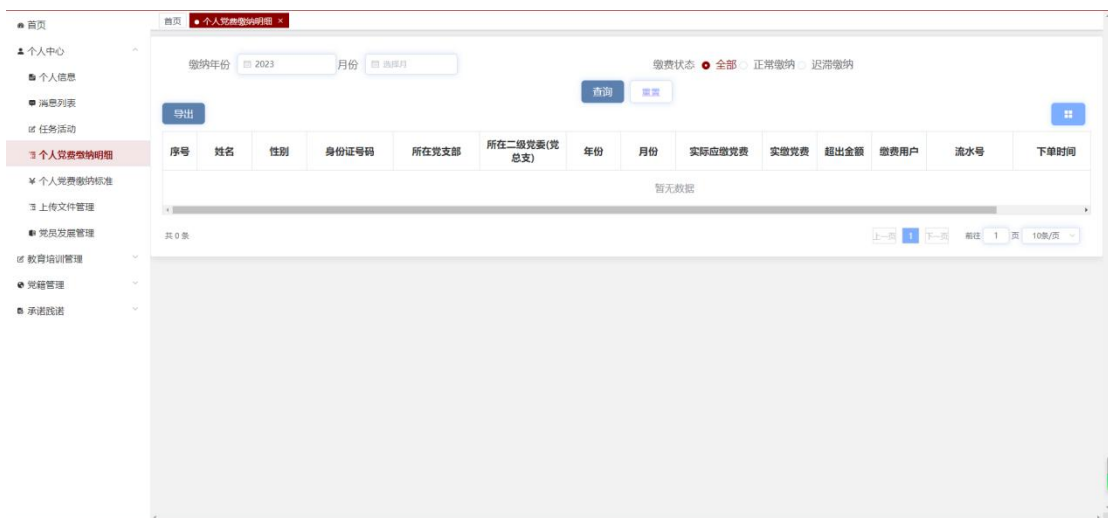 首页
个人中心
个人信息
消息列表
任务活动
个人党费缴纳明细
个人党费缴纳标准
上传文件管理
党员发展管理
教育培训管理
党籍管理
承诺践诺
首页 个人党费缴纳明细 ×
缴纳年份 2023 月份 选择月 缴费状态 全部 正常缴纳 迟滞缴纳
查询 重置
导出
序号 姓名 性别 身份证号码 所在党支部 所在二级党委(党总支) 年份 月份 实际应缴党费 实缴党费 超出金额 缴费用户 流水号 下单时间
暂无数据
共 0 条 上一页 1 下一页 前往 1 页 10条/页